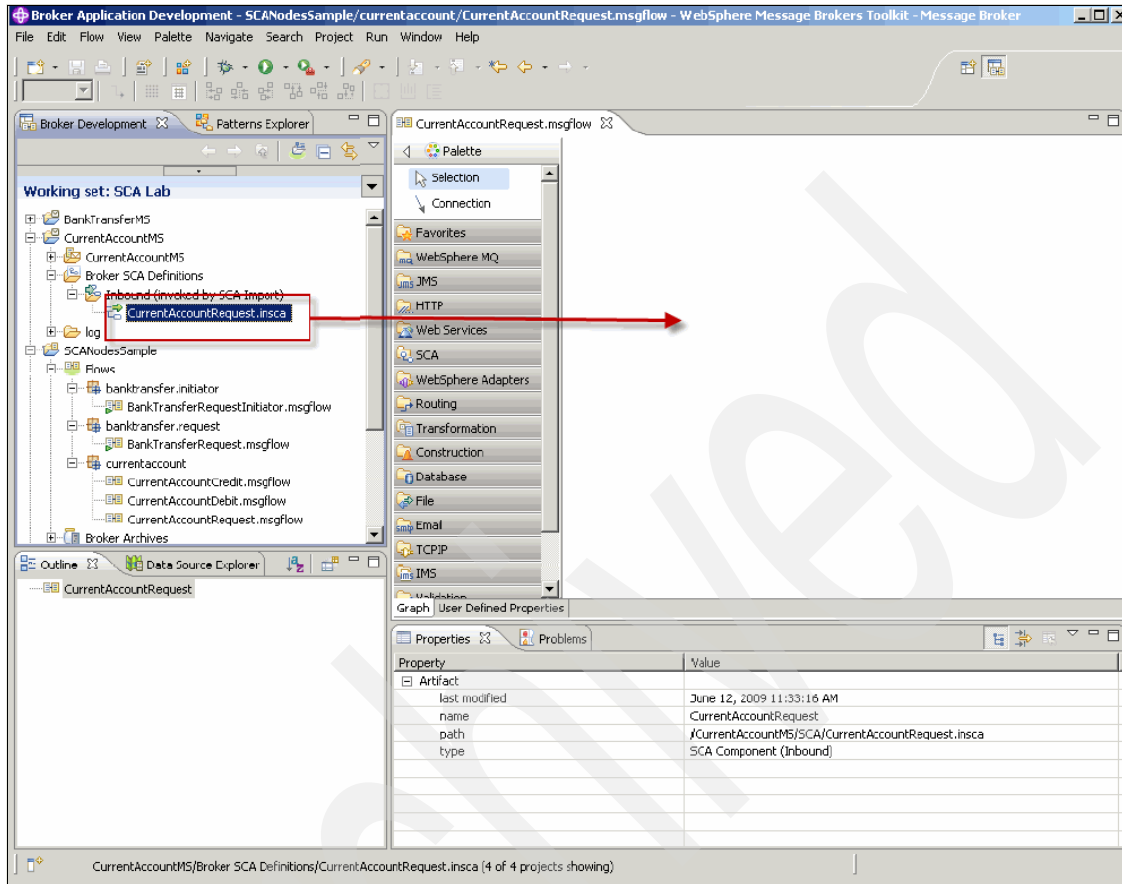 Broker Application Development - SCANodesSample/currentaccount/CurrentAccountRequest.msgflow - WebSphere Message Brokers Toolkit - Message Broker
File Edit Flow View Palette Navigate Search Project Run Window Help
Broker Development
Patterns Explorer
Working set: SCA Lab
BankTransferMS
CurrentAccountMS
CurrentAccountMS
Broker SCA Definitions
Inbound (invoked by SCA Import)
CurrentAccountRequest.insca
log
SCANodesSample
Flows
banktransfer.initiator
BankTransferRequestInitiator.msgflow
banktransfer.request
BankTransferRequest.msgflow
currentaccount
CurrentAccountCredit.msgflow
CurrentAccountDebit.msgflow
CurrentAccountRequest.msgflow
Broker Archives
Outline
Data Source Explorer
CurrentAccountRequest
CurrentAccountRequest.msgflow
Palette
Selection
Connection
Favorites
WebSphere MQ
JMS
HTTP
Web Services
SCA
WebSphere Adapters
Routing
Transformation
Construction
Database
File
Email
TCPIP
IMS
Validation
Graph User Defined Properties
Properties
Problems
Property Value
Artifact
last modified June 12, 2009 11:33:16 AM
name CurrentAccountRequest
path /CurrentAccountMS/SCA/CurrentAccountRequest.insca
type SCA Component (Inbound)
CurrentAccountMS/Broker SCA Definitions/CurrentAccountRequest.insca (4 of 4 projects showing)